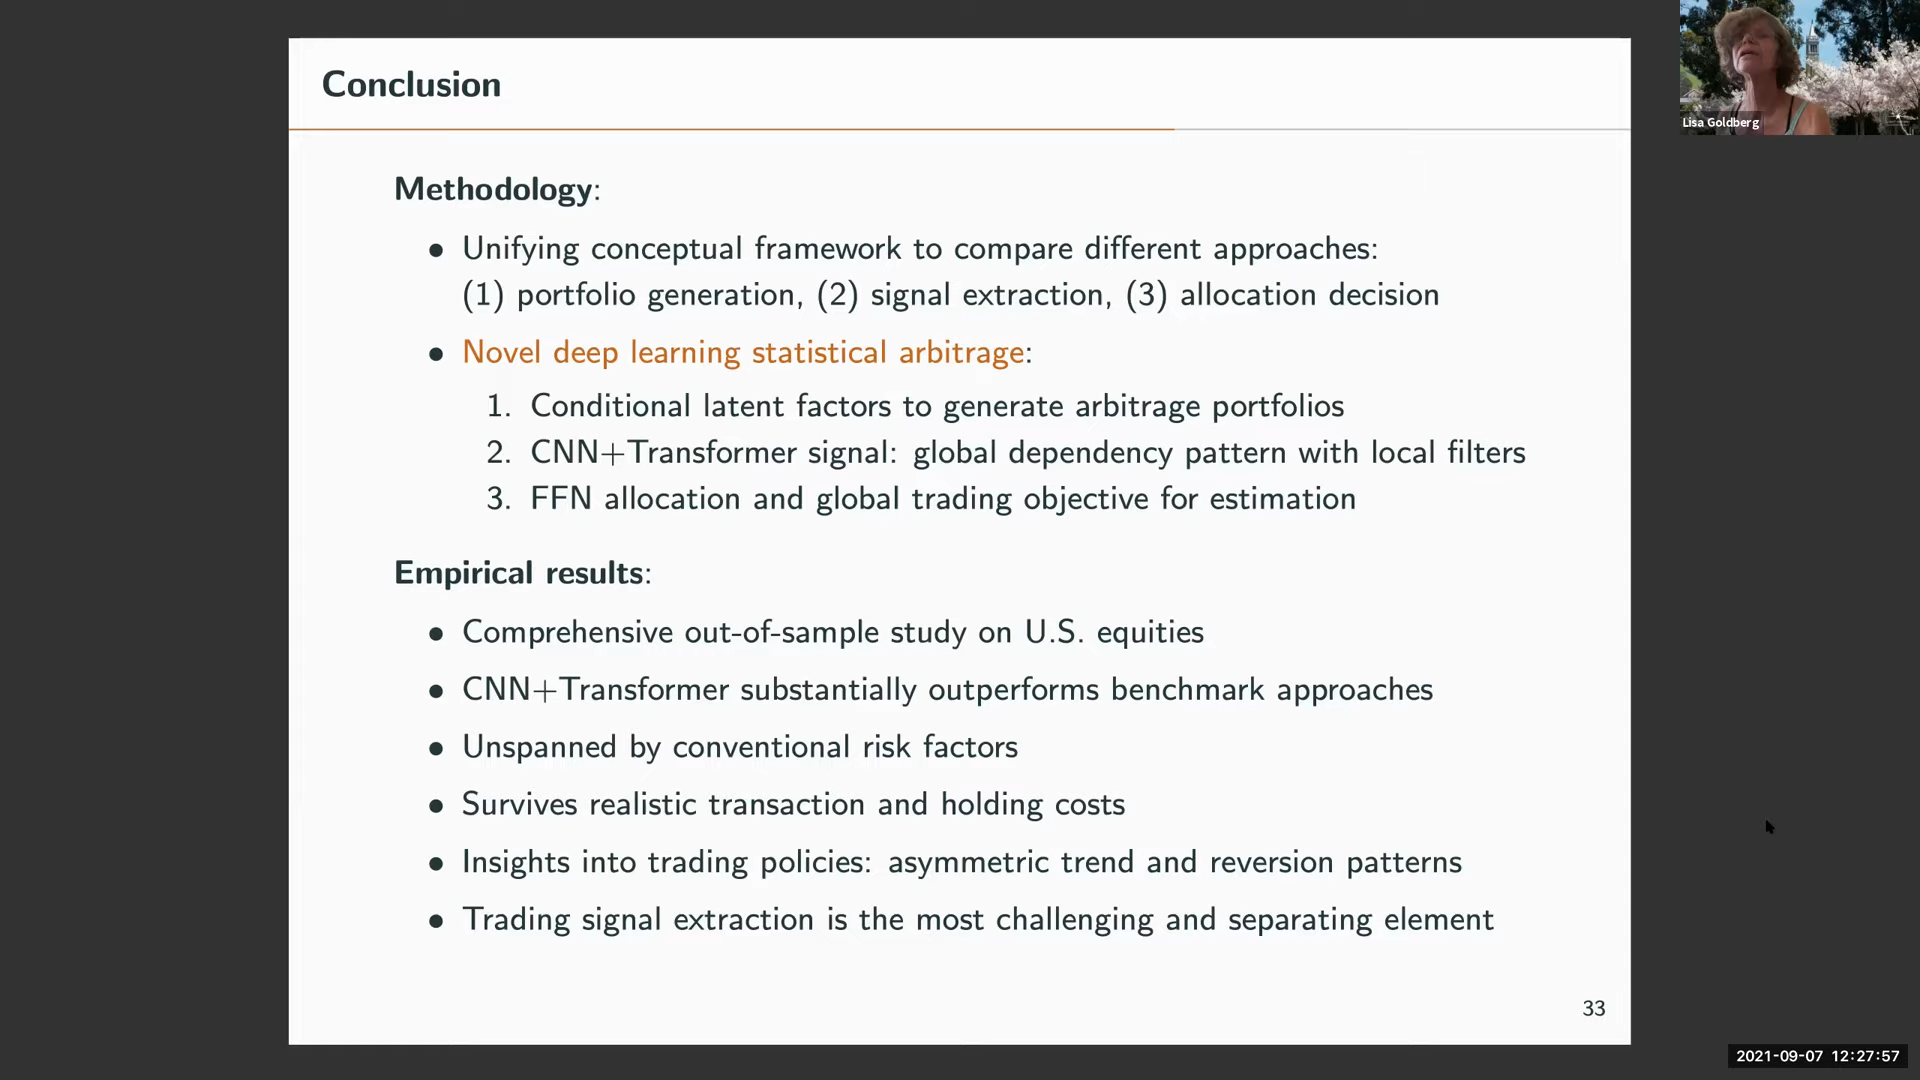 Conclusion
Lisa Goldberg
Methodology:
• Unifying conceptual framework to compare different approaches:
(1) portfolio generation, (2) signal extraction, (3) allocation decision
• Novel deep learning statistical arbitrage:
1. Conditional latent factors to generate arbitrage portfolios
2. CNN+Transformer signal: global dependency pattern with local filters
3. FFN allocation and global trading objective for estimation
Empirical results:
• Comprehensive out-of-sample study on U.S. equities
• CNN+Transformer substantially outperforms benchmark approaches
• Unspanned by conventional risk factors
• Survives realistic transaction and holding costs
• Insights into trading policies: asymmetric trend and reversion patterns
• Trading signal extraction is the most challenging and separating element
33
2021-09-07 12:27:57